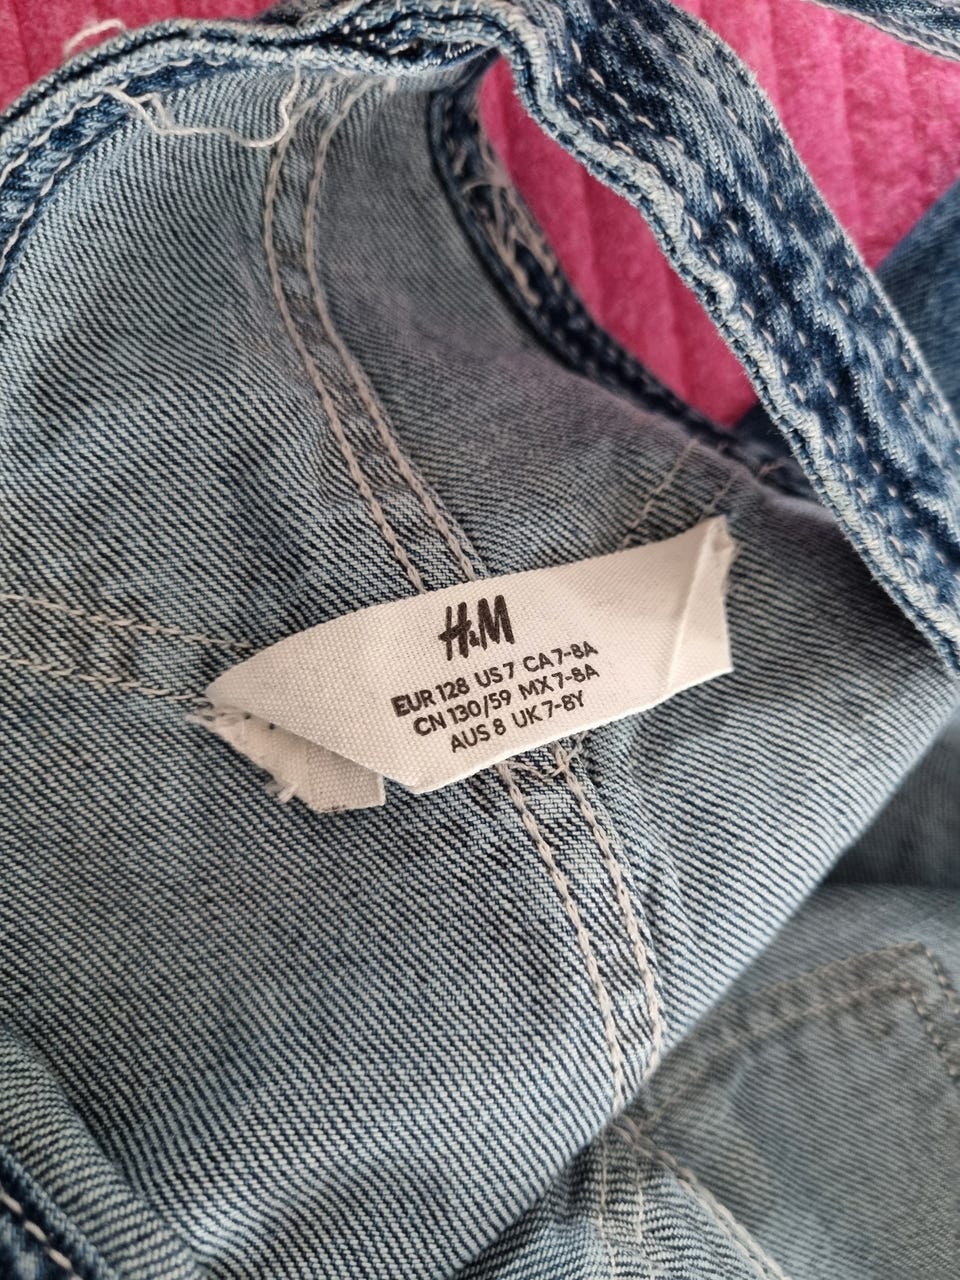 H&M
EUR 128 US 7 CA 7-8A
CN 130/59 MX 7-8A
AUS 8 UK 7-8Y